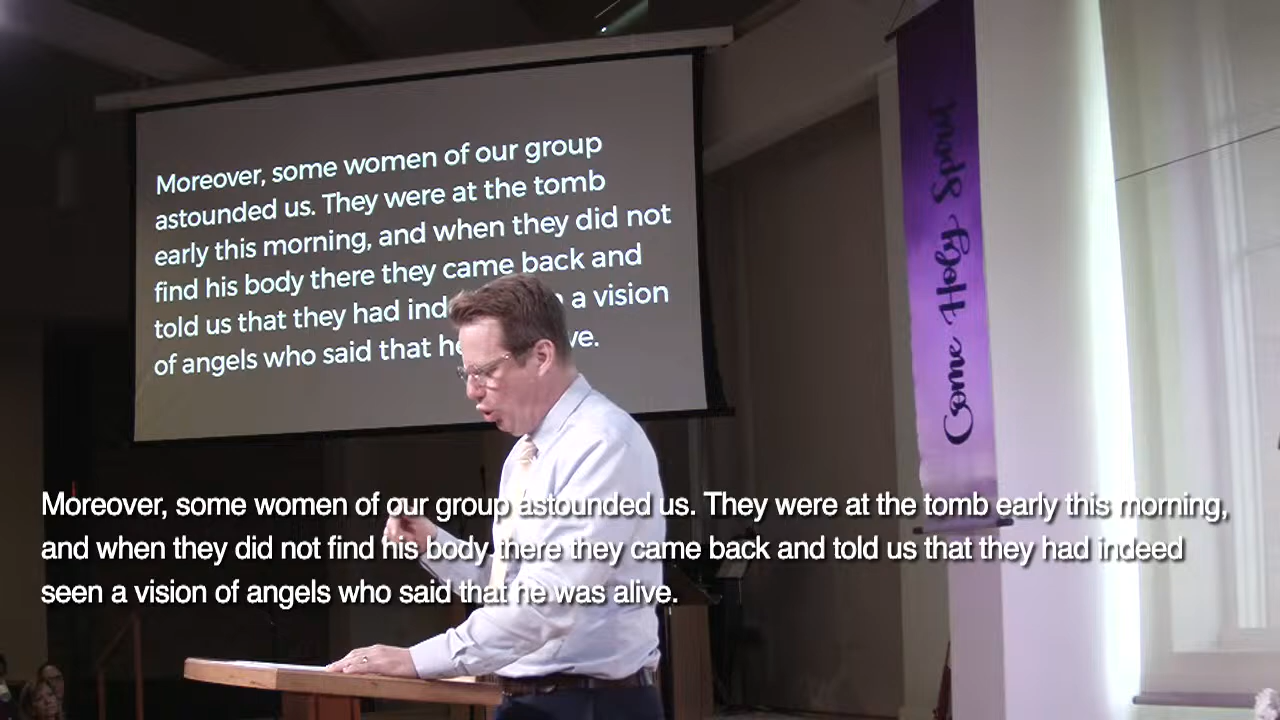 Moreover, some women of our group
astounded us. They were at the tomb
early this morning, and when they did not
find his body there they came back and
told us that they had a vision
of angels who said that
Come Holy Spirit
Moreover, some women of our group astounded us. They were at the tomb early this morning,
and when they did not find his body there they came back and told us that they had indeed
seen a vision of angels who said that he was alive.